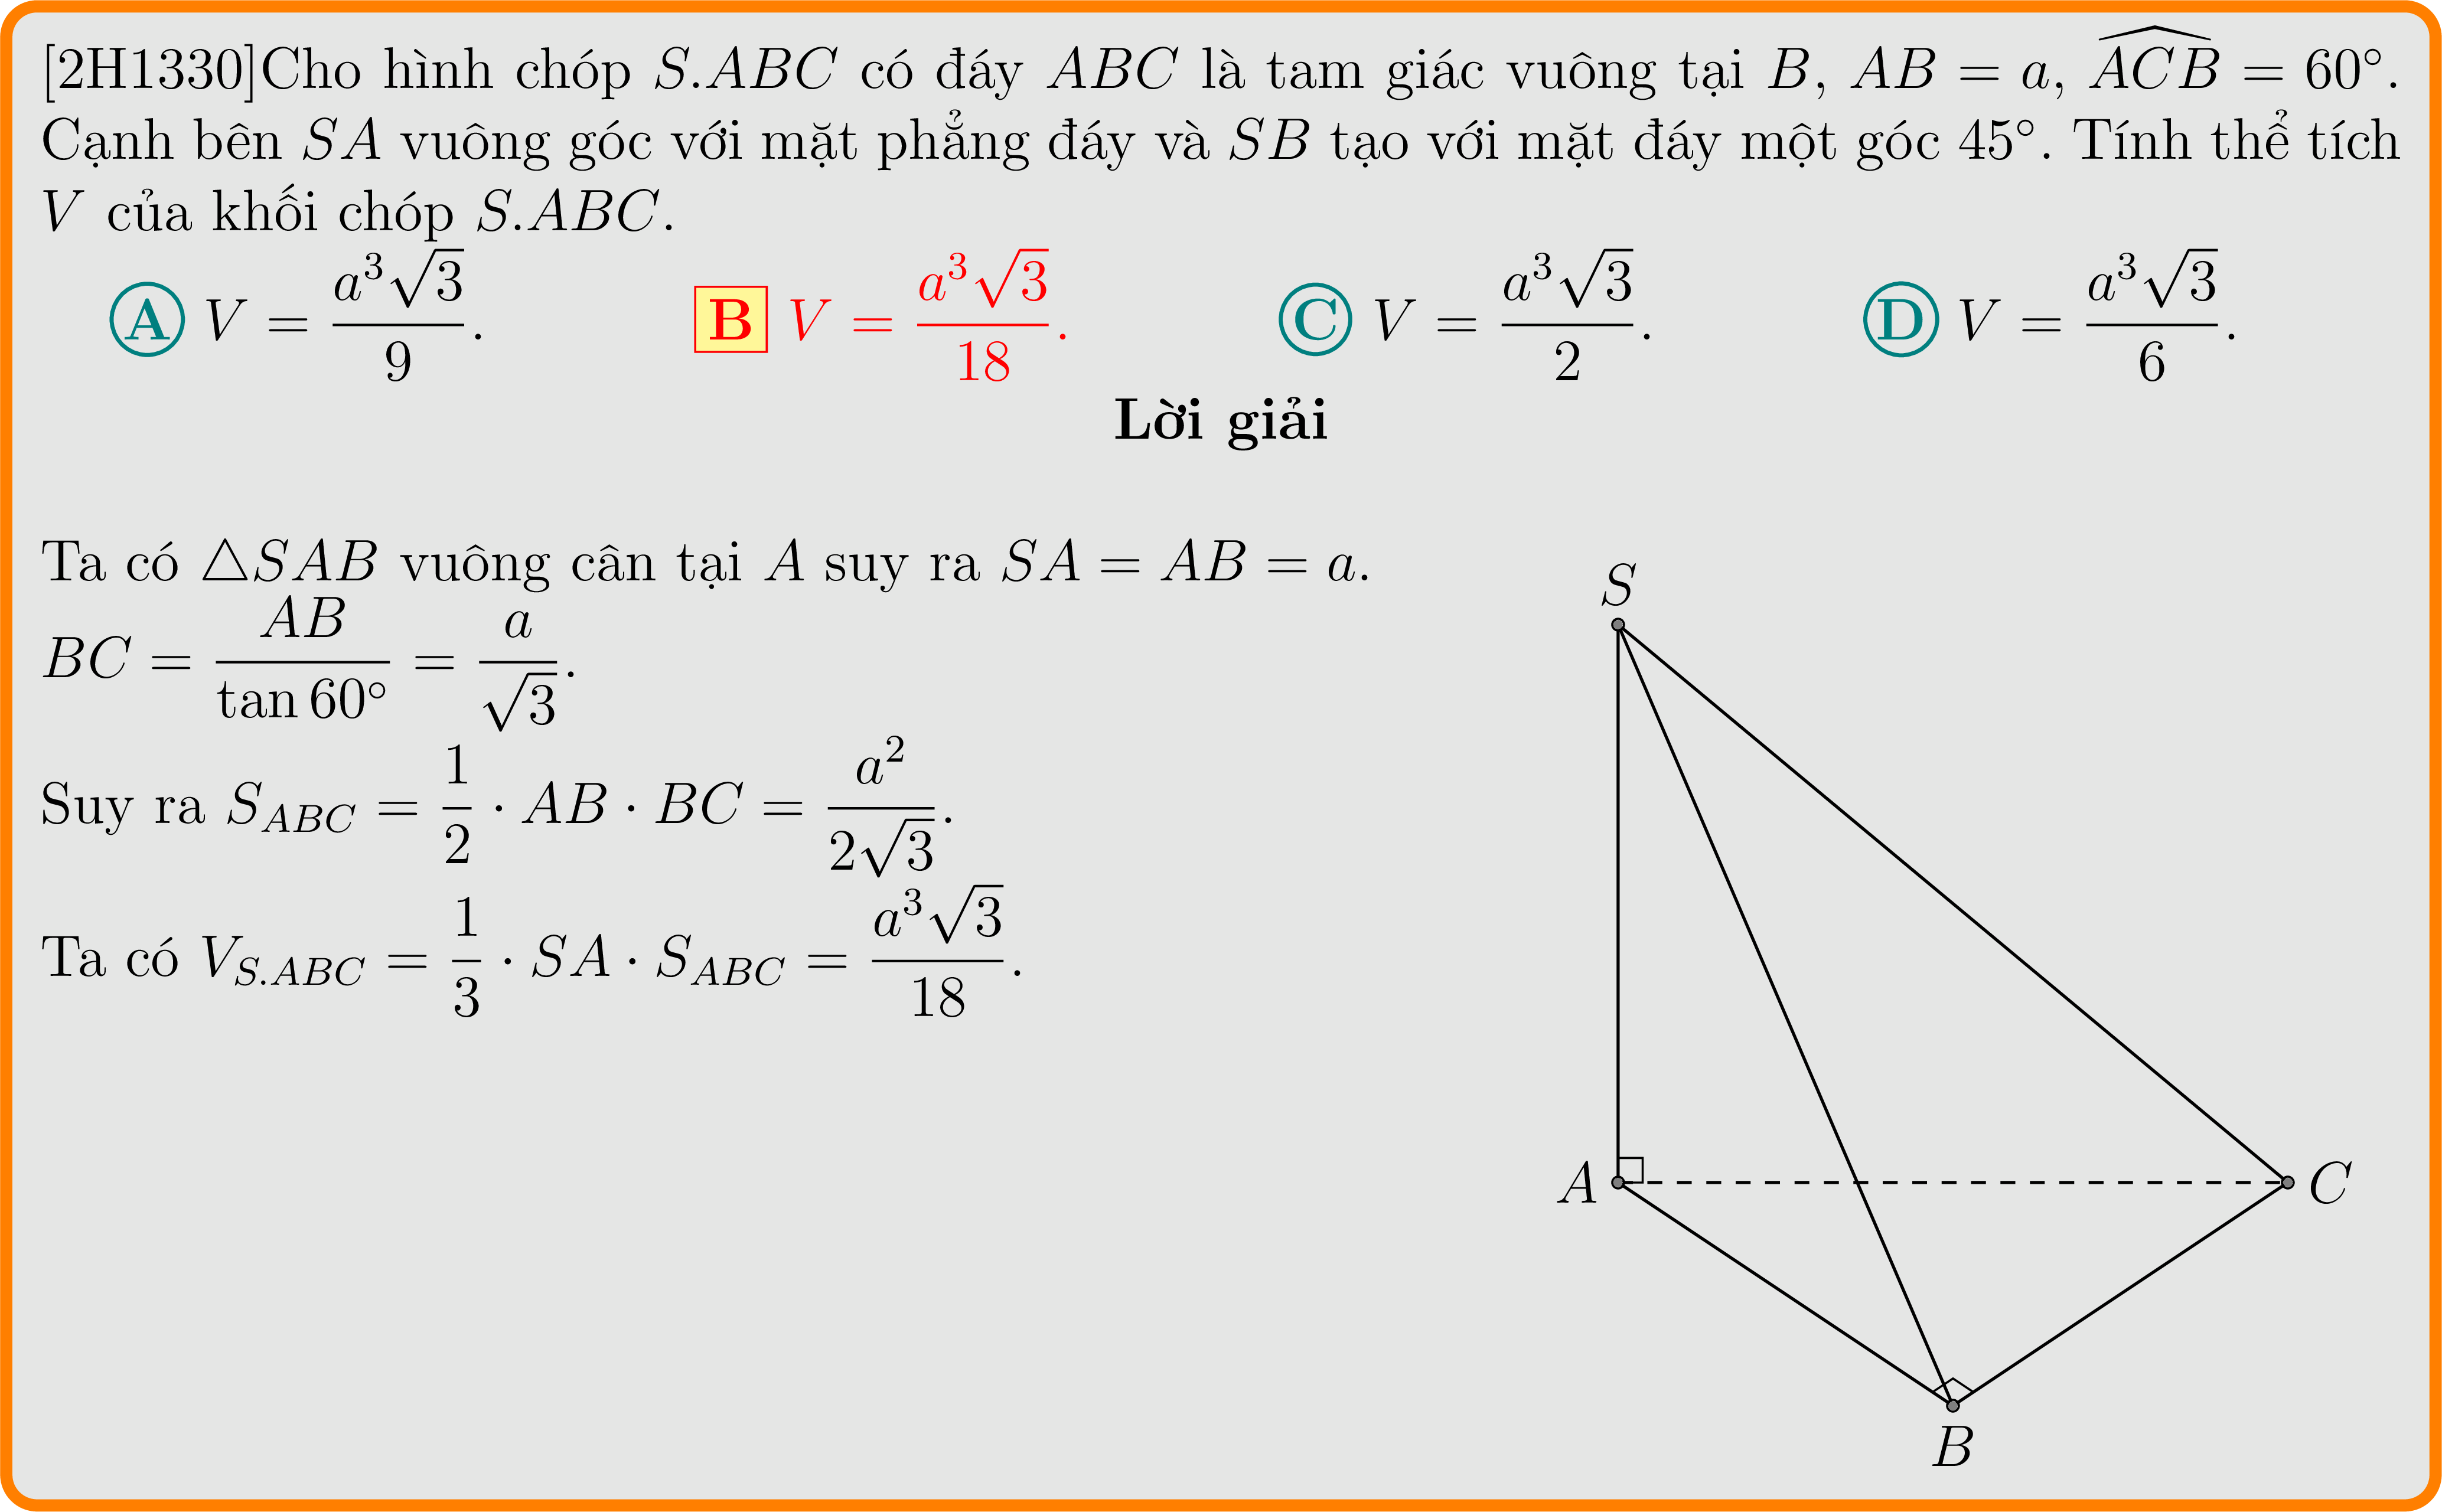 [2H1330]Cho hình chóp S.ABC có đáy ABC là tam giác vuông tại B, AB = a, $\widehat{ACB}$ = 60°.
Cạnh bên SA vuông góc với mặt phẳng đáy và SB tạo với mặt đáy một góc 45°. Tính thể tích
V của khối chóp S.ABC.
A $V = \frac{a^3\sqrt{3}}{9}$. B $V = \frac{a^3\sqrt{3}}{18}$. C $V = \frac{a^3\sqrt{3}}{2}$. D $V = \frac{a^3\sqrt{3}}{6}$.
Lời giải
Ta có △SAB vuông cân tại A suy ra SA = AB = a.
$BC = \frac{AB}{\tan 60°} = \frac{a}{\sqrt{3}}$.
Suy ra $S_{ABC} = \frac{1}{2} \cdot AB \cdot BC = \frac{a^2}{2\sqrt{3}}$.
Ta có $V_{S.ABC} = \frac{1}{3} \cdot SA \cdot S_{ABC} = \frac{a^3\sqrt{3}}{18}$.
S
A
C
B